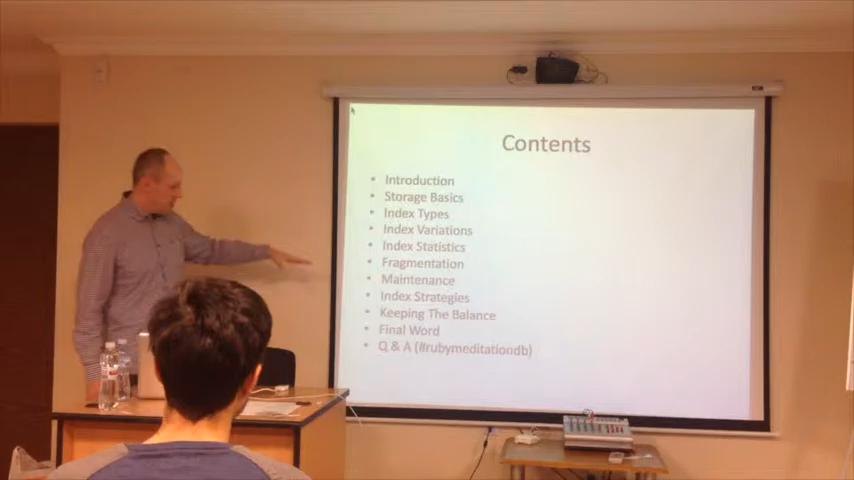 Contents
• Introduction
• Storage Basics
• Index Types
• Index Variations
• Index Statistics
• Fragmentation
• Maintenance
• Index Strategies
• Keeping The Balance
• Final Word
• Q & A (#rubymeditationdb)